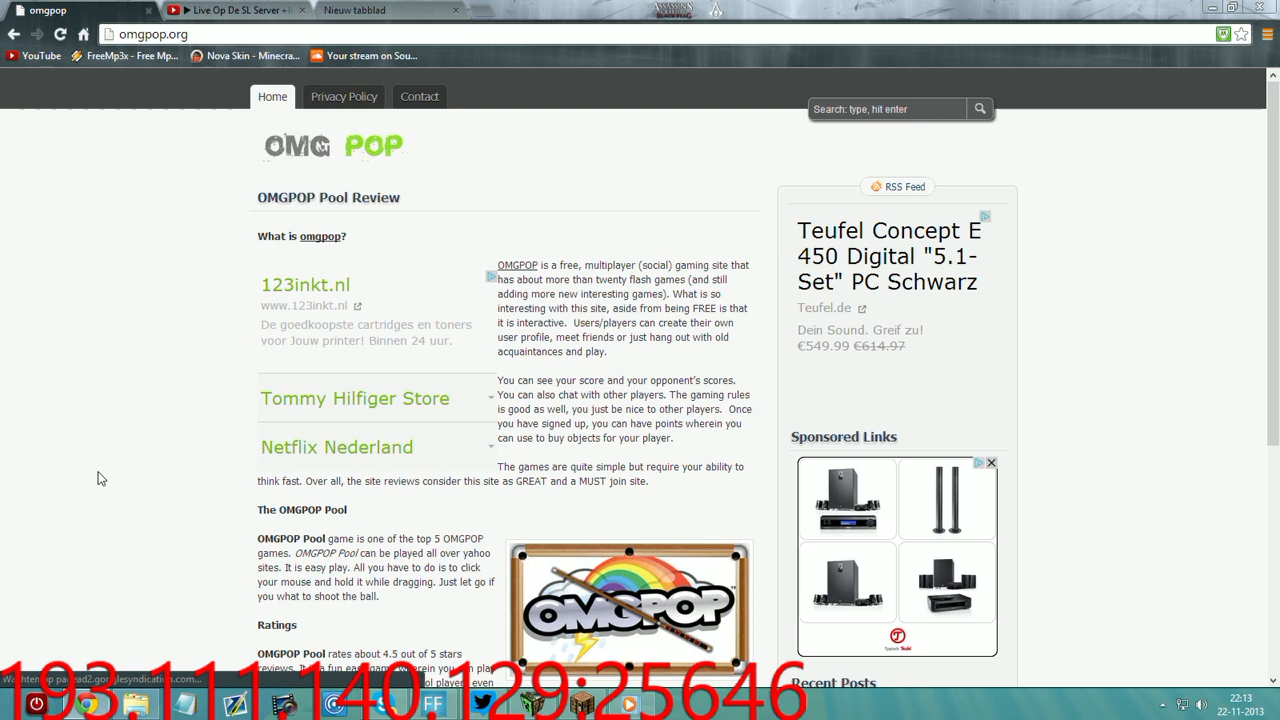 omgpop
Live Op De SL Server +
Nieuw tabblad
omgpop.org
YouTube
FreeMp3x - Free Mp...
Nova Skin - Minecra...
Your stream on Sou...
Home
Privacy Policy
Contact
Search: type, hit enter
OMG POP
OMGPOP Pool Review
What is omgpop?
123inkt.nl
www.123inkt.nl
De goedkoopste cartridges en toners
voor Jouw printer! Binnen 24 uur.
Tommy Hilfiger Store
Netflix Nederland
OMGPOP is a free, multiplayer (social) gaming site that
has about more than twenty flash games (and still
adding more new interesting games). What is so
interesting with this site, aside from being FREE is that
it is interactive. Users/players can create their own
user profile, meet friends or just hang out with old
acquaintances and play.
You can see your score and your opponent's scores.
You can also chat with other players. The gaming rules
is good as well, you just be nice to other players. Once
you have signed up, you can have points wherein you
can use to buy objects for your player.
The games are quite simple but require your ability to
think fast. Over all, the site reviews consider this site as GREAT and a MUST join site.
The OMGPOP Pool
OMGPOP Pool game is one of the top 5 OMGPOP
games. OMGPOP Pool can be played all over yahoo
sites. It is easy play. All you have to do is to click
your mouse and hold it while dragging. Just let go if
you what to shoot the ball.
OMGPOP
Ratings
OMGPOP Pool rates about 4.5 out of 5 stars
RSS Feed
Teufel Concept E
450 Digital "5.1-
Set" PC Schwarz
Teufel.de
Dein Sound. Greif zu!
€549.99 €614.97
Sponsored Links
Teufel
Recent Posts
193.111.140.129:25646
FF
22:13
22-11-2013